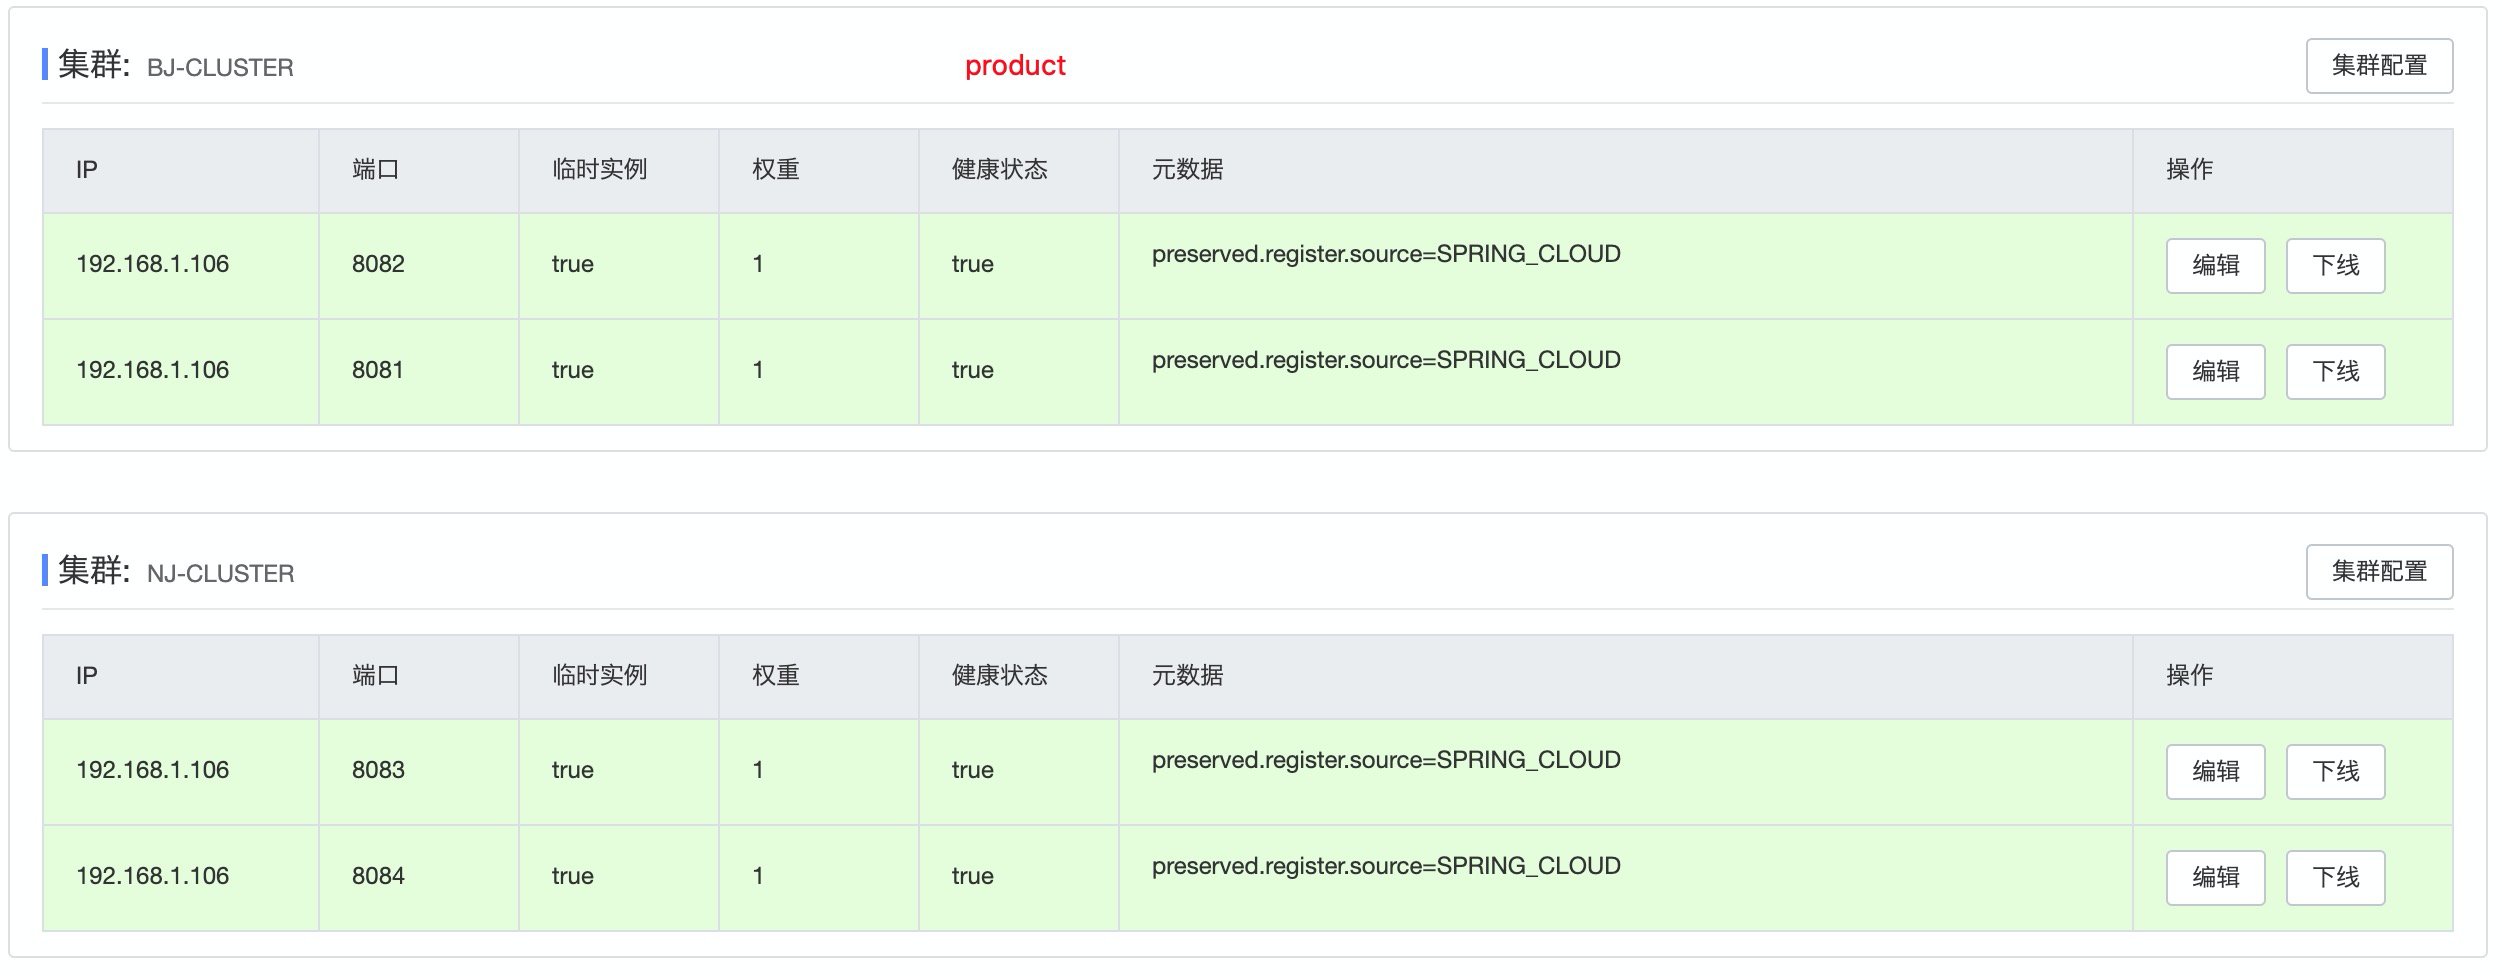 集群: BJ-CLUSTER product 集群配置
IP 端口 临时实例 权重 健康状态 元数据 操作
192.168.1.106 8082 true 1 true preserved.register.source=SPRING_CLOUD 编辑 下线
192.168.1.106 8081 true 1 true preserved.register.source=SPRING_CLOUD 编辑 下线
集群: NJ-CLUSTER 集群配置
IP 端口 临时实例 权重 健康状态 元数据 操作
192.168.1.106 8083 true 1 true preserved.register.source=SPRING_CLOUD 编辑 下线
192.168.1.106 8084 true 1 true preserved.register.source=SPRING_CLOUD 编辑 下线